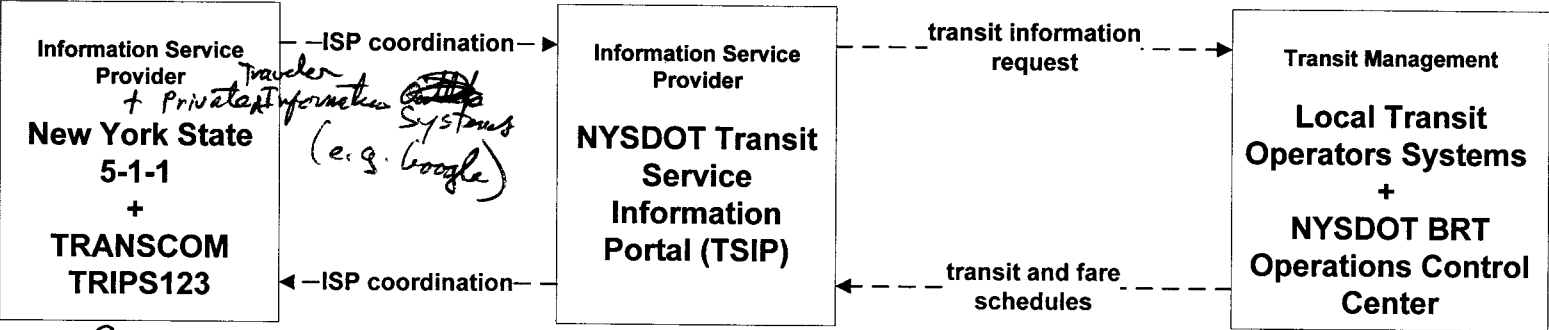 Information Service
Provider
Traveler
+ Private Information
Systems
(e.g. Google)
New York State
5-1-1
+
TRANSCOM
TRIPS123
ISP coordination
ISP coordination
Information Service
Provider
NYSDOT Transit
Service
Information
Portal (TSIP)
transit information
request
transit and fare
schedules
Transit Management
Local Transit
Operators Systems
+
NYSDOT BRT
Operations Control
Center